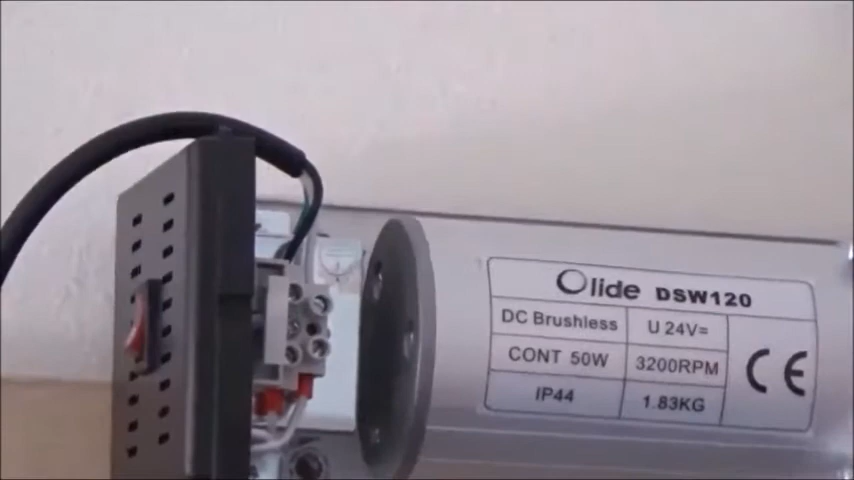 Olide DSW120
DC Brushless U 24V=
CONT 50W 3200RPM
IP44 1.83KG
CE